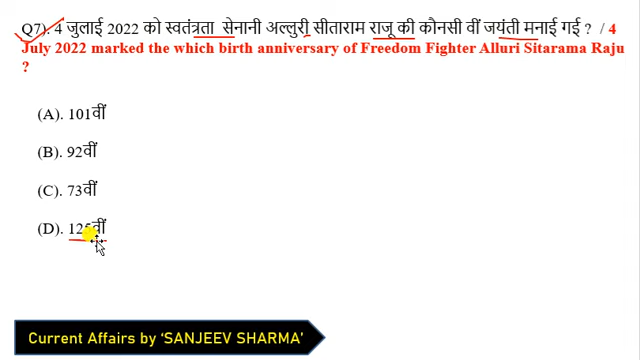 Q7). 4 जुलाई 2022 को स्वतंत्रता सेनानी अल्लुरी सीताराम राजू की कौनसी वीं जयंती मनाई गई ? / 4
July 2022 marked the which birth anniversary of Freedom Fighter Alluri Sitarama Raju
?
(A). 101वीं
(B). 92वीं
(C). 73वीं
(D). 125वीं
Current Affairs by ‘SANJEEV SHARMA’